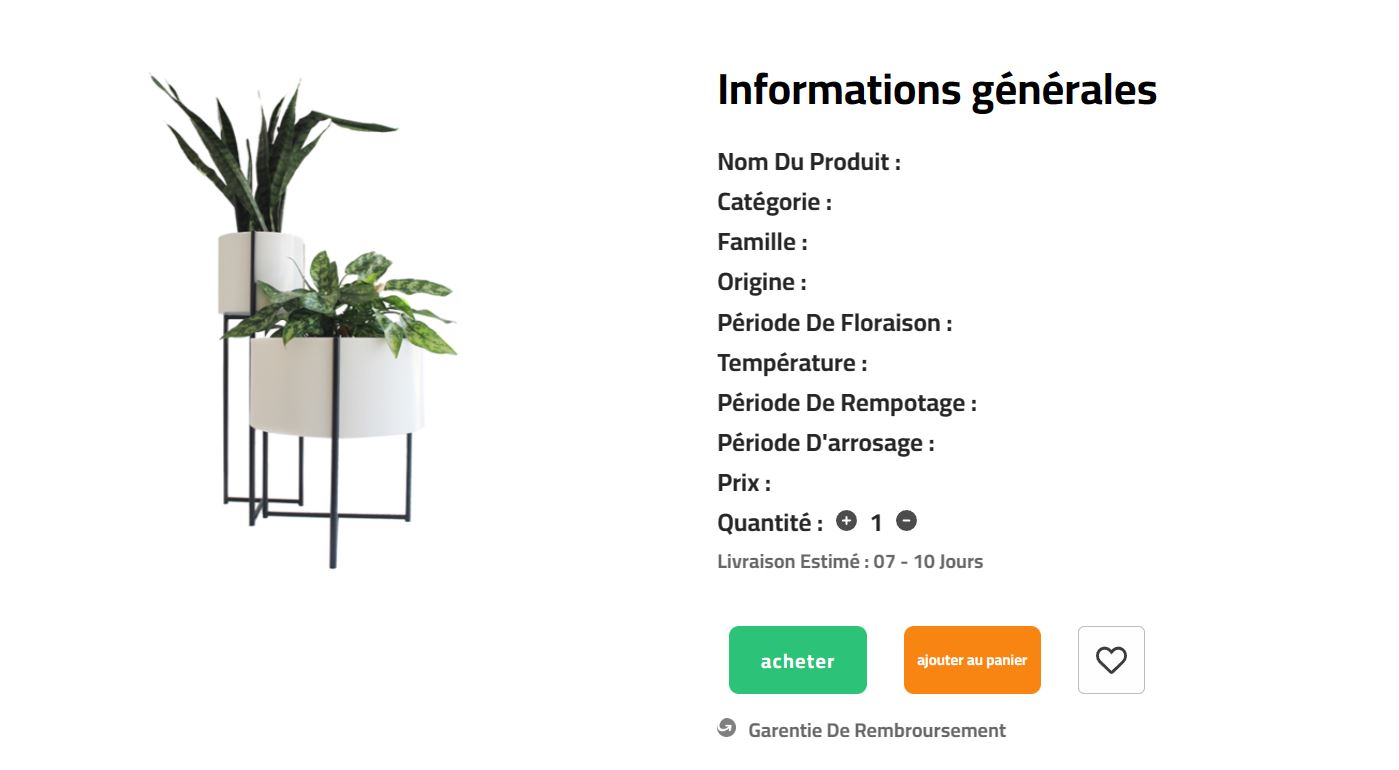 Informations générales
Nom Du Produit :
Catégorie :
Famille :
Origine :
Période De Floraison :
Température :
Période De Rempotage :
Période D'arrosage :
Prix :
Quantité : + 1 −
Livraison Estimé : 07 - 10 Jours
acheter
ajouter au panier
Garentie De Rembroursement